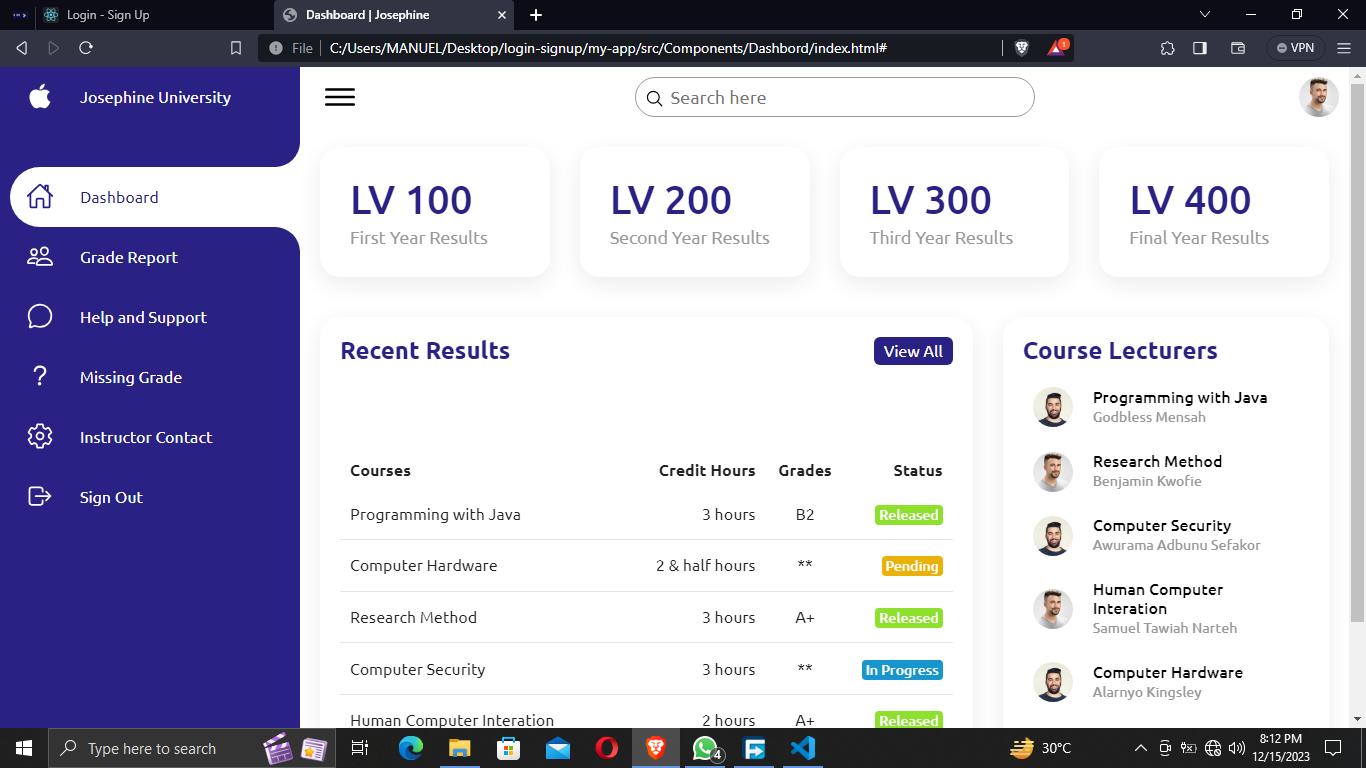 Login - Sign Up
Dashboard | Josephine
File
C:/Users/MANUEL/Desktop/login-signup/my-app/src/Components/Dashbord/index.html#
1
VPN
Josephine University
Search here
Dashboard
Grade Report
Help and Support
Missing Grade
Instructor Contact
Sign Out
LV 100
First Year Results
LV 200
Second Year Results
LV 300
Third Year Results
LV 400
Final Year Results
Recent Results
View All
Courses Credit Hours Grades Status
Programming with Java 3 hours B2 Released
Computer Hardware 2 & half hours ** Pending
Research Method 3 hours A+ Released
Computer Security 3 hours ** In Progress
Human Computer Interation 2 hours A+ Released
Course Lecturers
Programming with Java
Godbless Mensah
Research Method
Benjamin Kwofie
Computer Security
Awurama Adbunu Sefakor
Human Computer
Interation
Samuel Tawiah Narteh
Computer Hardware
Alarnyo Kingsley
Type here to search
4
30°C
8:12 PM
12/15/2023